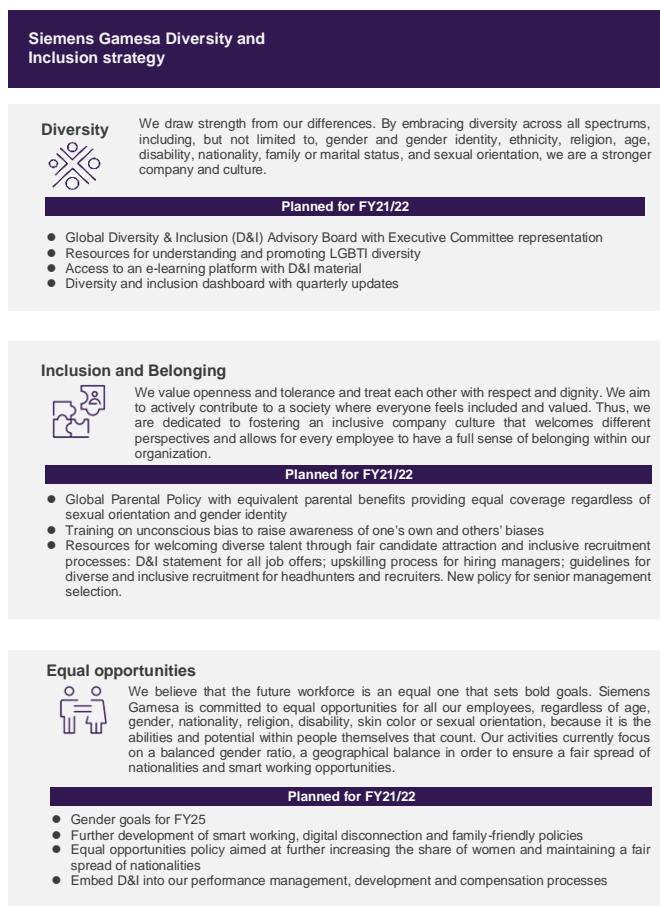 Siemens Gamesa Diversity and
Inclusion strategy
Diversity
We draw strength from our differences. By embracing diversity across all spectrums,
including, but not limited to, gender and gender identity, ethnicity, religion, age,
disability, nationality, family or marital status, and sexual orientation, we are a stronger
company and culture.
Planned for FY21/22
● Global Diversity & Inclusion (D&I) Advisory Board with Executive Committee representation
● Resources for understanding and promoting LGBTI diversity
● Access to an e-learning platform with D&I material
● Diversity and inclusion dashboard with quarterly updates
Inclusion and Belonging
We value openness and tolerance and treat each other with respect and dignity. We aim
to actively contribute to a society where everyone feels included and valued. Thus, we
are dedicated to fostering an inclusive company culture that welcomes different
perspectives and allows for every employee to have a full sense of belonging within our
organization.
Planned for FY21/22
● Global Parental Policy with equivalent parental benefits providing equal coverage regardless of
sexual orientation and gender identity
● Training on unconscious bias to raise awareness of one's own and others' biases
● Resources for welcoming diverse talent through fair candidate attraction and inclusive recruitment
processes: D&I statement for all job offers; upskilling process for hiring managers; guidelines for
diverse and inclusive recruitment for headhunters and recruiters. New policy for senior management
selection.
Equal opportunities
We believe that the future workforce is an equal one that sets bold goals. Siemens
Gamesa is committed to equal opportunities for all our employees, regardless of age,
gender, nationality, religion, disability, skin color or sexual orientation, because it is the
abilities and potential within people themselves that count. Our activities currently focus
on a balanced gender ratio, a geographical balance in order to ensure a fair spread of
nationalities and smart working opportunities.
Planned for FY21/22
● Gender goals for FY25
● Further development of smart working, digital disconnection and family-friendly policies
● Equal opportunities policy aimed at further increasing the share of women and maintaining a fair
spread of nationalities
● Embed D&I into our performance management, development and compensation processes